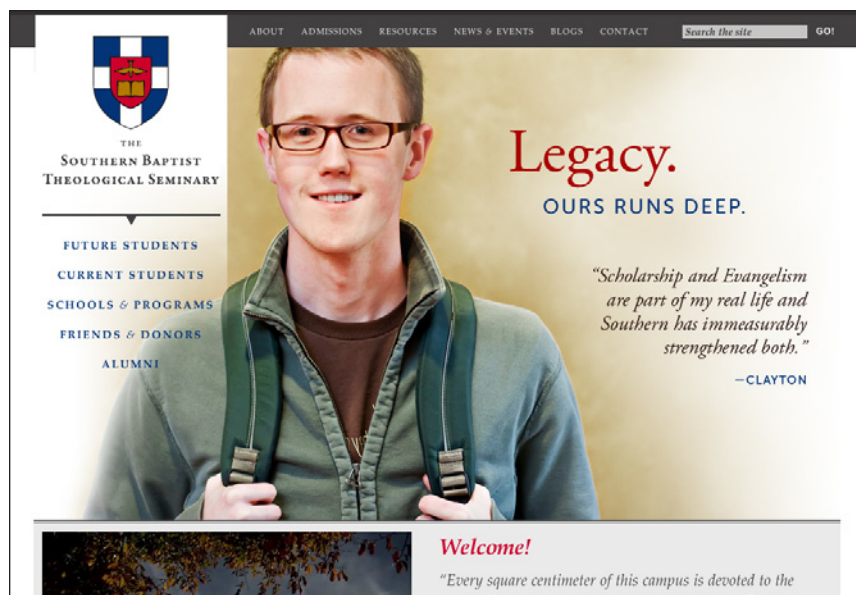 ABOUT ADMISSIONS RESOURCES NEWS & EVENTS BLOGS CONTACT Search the site GO!
THE
SOUTHERN BAPTIST
THEOLOGICAL SEMINARY
FUTURE STUDENTS
CURRENT STUDENTS
SCHOOLS & PROGRAMS
FRIENDS & DONORS
ALUMNI
Legacy.
OURS RUNS DEEP.
“Scholarship and Evangelism
are part of my real life and
Southern has immeasurably
strengthened both.”
—CLAYTON
Welcome!
“Every square centimeter of this campus is devoted to the